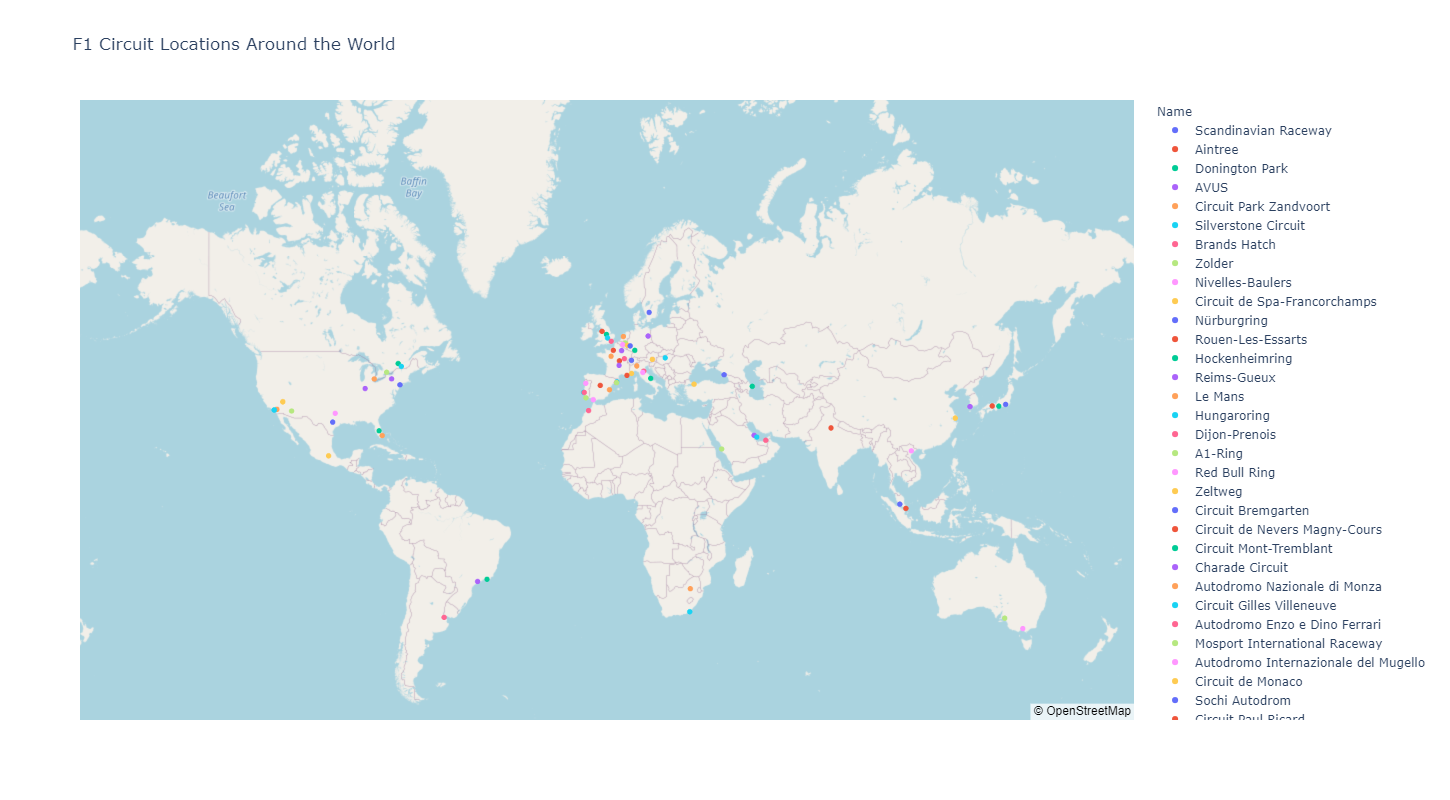 F1 Circuit Locations Around the World
Beaufort
Sea
Baffin
Bay
© OpenStreetMap
Name
Scandinavian Raceway
Aintree
Donington Park
AVUS
Circuit Park Zandvoort
Silverstone Circuit
Brands Hatch
Zolder
Nivelles-Baulers
Circuit de Spa-Francorchamps
Nürburgring
Rouen-Les-Essarts
Hockenheimring
Reims-Gueux
Le Mans
Hungaroring
Dijon-Prenois
A1-Ring
Red Bull Ring
Zeltweg
Circuit Bremgarten
Circuit de Nevers Magny-Cours
Circuit Mont-Tremblant
Charade Circuit
Autodromo Nazionale di Monza
Circuit Gilles Villeneuve
Autodromo Enzo e Dino Ferrari
Mosport International Raceway
Autodromo Internazionale del Mugello
Circuit de Monaco
Sochi Autodrom
Circuit Paul Ricard